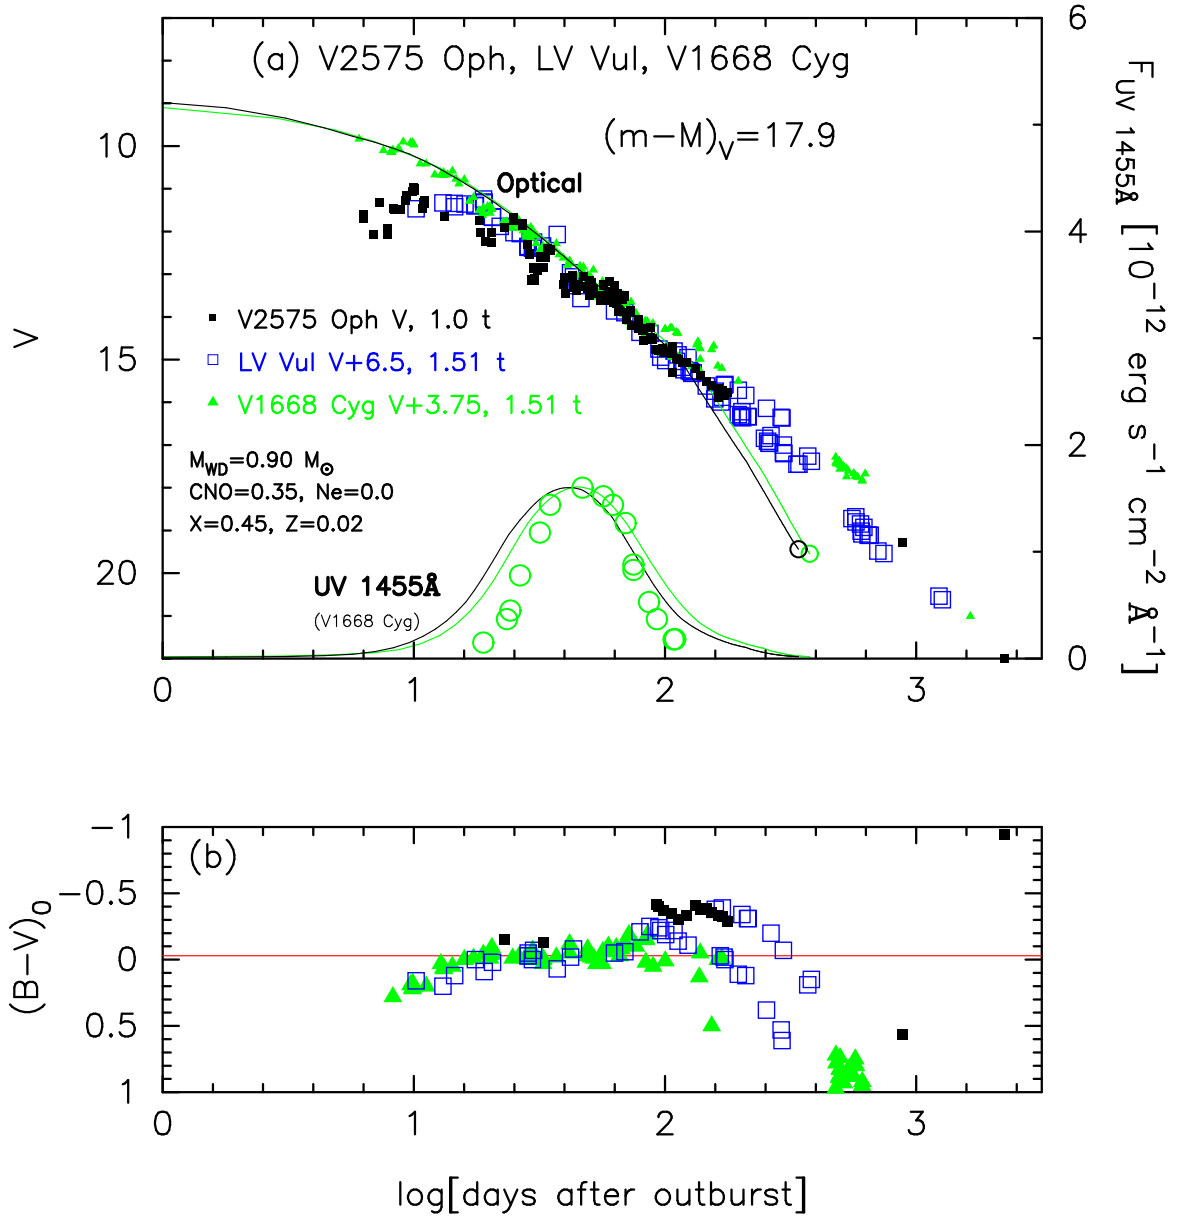 (a) V2575 Oph, LV Vul, V1668 Cyg
(m−M)V=17.9
Optical
V2575 Oph V, 1.0 t
LV Vul V+6.5, 1.51 t
V1668 Cyg V+3.75, 1.51 t
MWD=0.90 M⊙
CNO=0.35, Ne=0.0
X=0.45, Z=0.02
UV 1455Å
(V1668 Cyg)
V
10
15
20
6
4
2
0
FUV 1455Å [10−12 erg s−1 cm−2 Å−1]
0 1 2 3
(b)
(B−V)0
−1
−0.5
0
0.5
1
0 1 2 3
log[days after outburst]